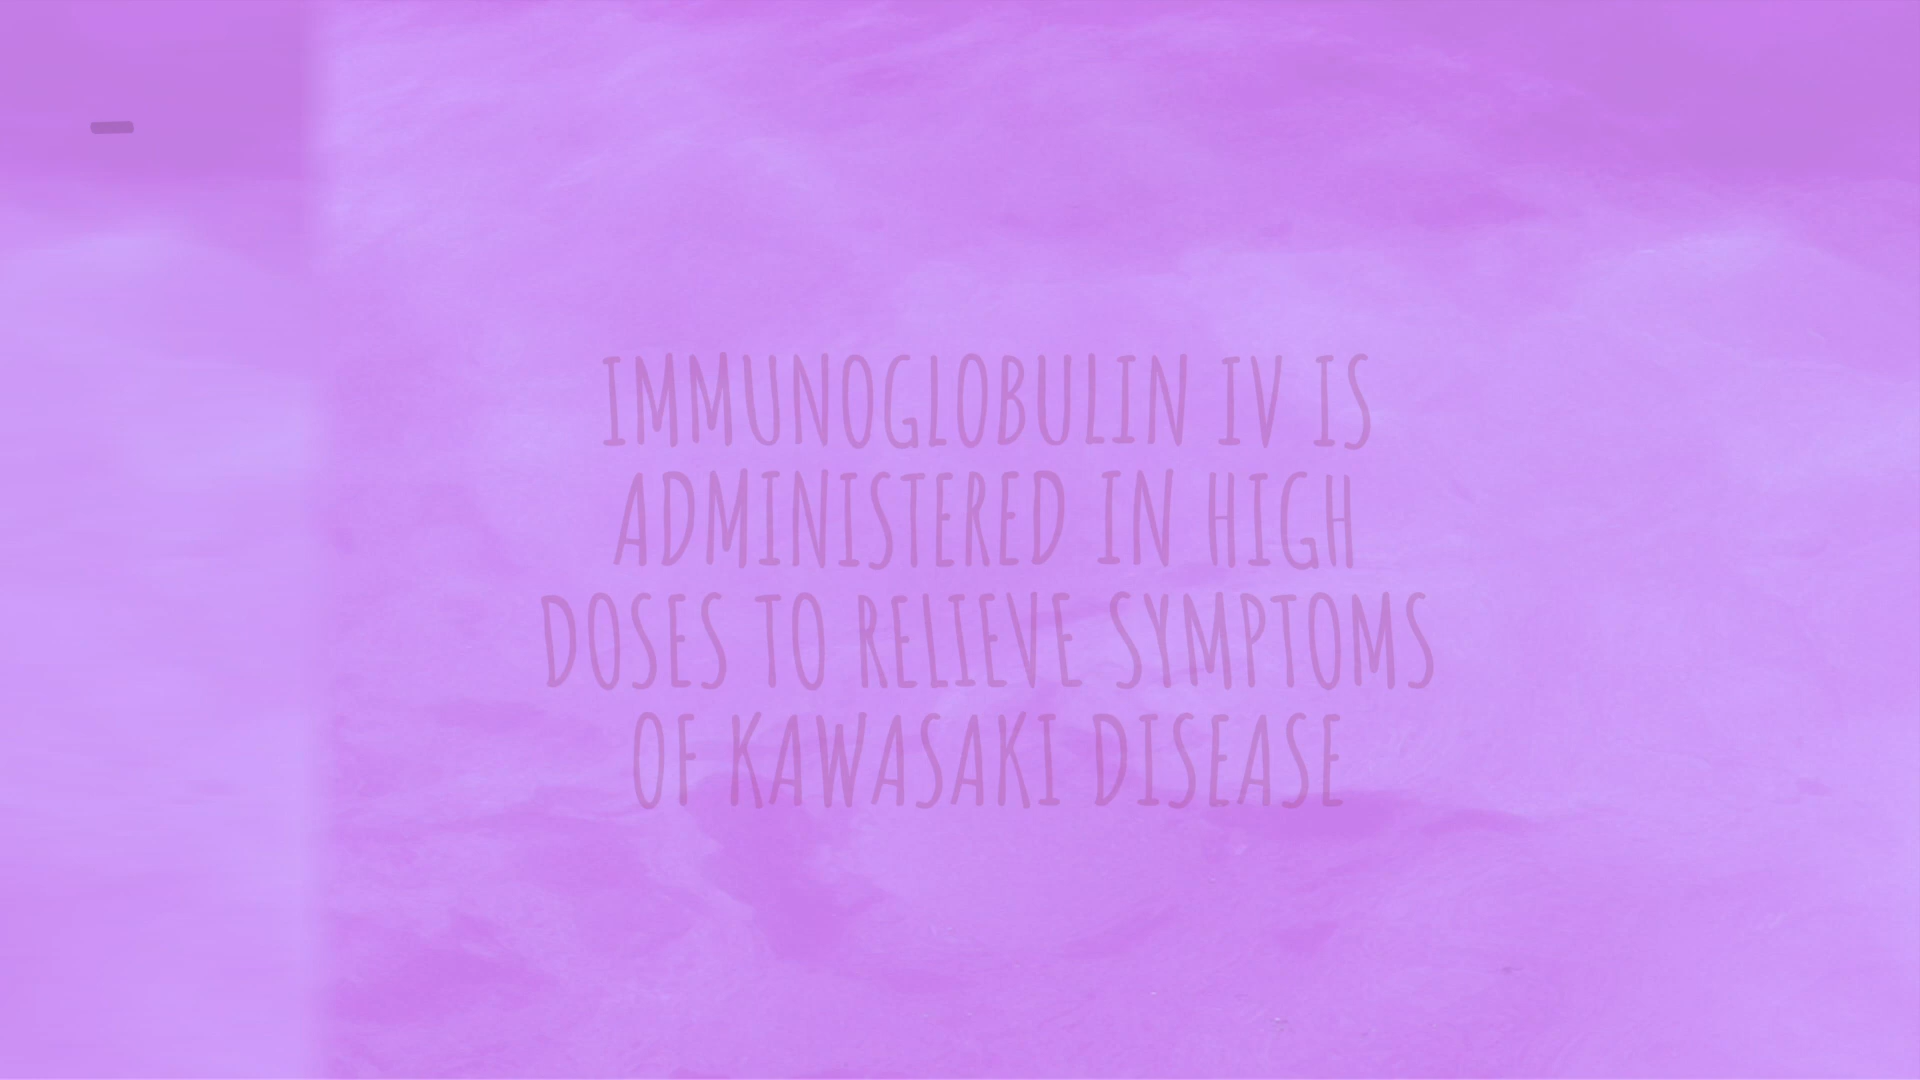 IMMUNOGLOBULIN IV IS
ADMINISTERED IN HIGH
DOSES TO RELIEVE SYMPTOMS
OF KAWASAKI DISEASE